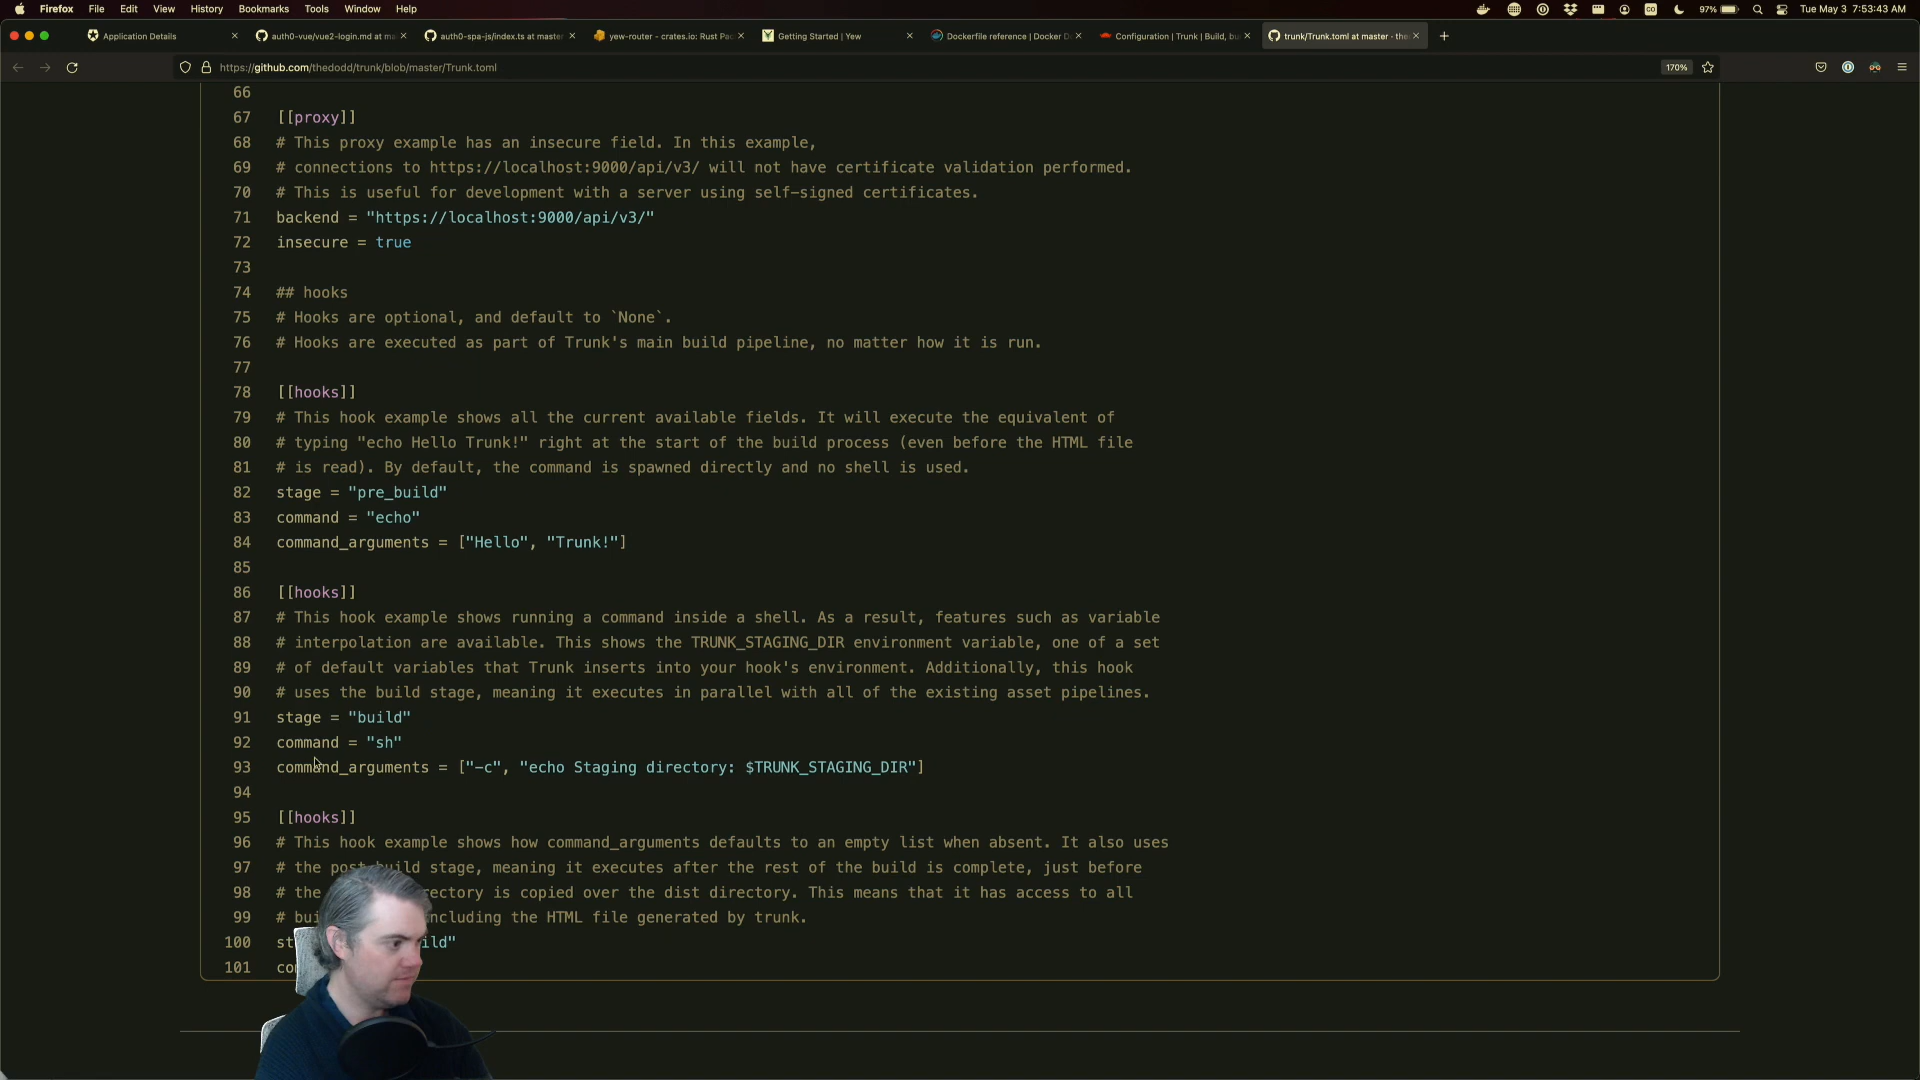 Firefox File Edit View History Bookmarks Tools Window Help 97% Tue May 3 7:53:43 AM
Application Details auth0-vue/vue2-login.md at ma auth0-spa-js/index.ts at master yew-router - crates.io: Rust Pac Getting Started | Yew Dockerfile reference | Docker D Configuration | Trunk | Build, bu trunk/Trunk.toml at master · the
https://github.com/thedodd/trunk/blob/master/Trunk.toml 170%
66
67 [[proxy]]
68 # This proxy example has an insecure field. In this example,
69 # connections to https://localhost:9000/api/v3/ will not have certificate validation performed.
70 # This is useful for development with a server using self-signed certificates.
71 backend = "https://localhost:9000/api/v3/"
72 insecure = true
73
74 ## hooks
75 # Hooks are optional, and default to `None`.
76 # Hooks are executed as part of Trunk's main build pipeline, no matter how it is run.
77
78 [[hooks]]
79 # This hook example shows all the current available fields. It will execute the equivalent of
80 # typing "echo Hello Trunk!" right at the start of the build process (even before the HTML file
81 # is read). By default, the command is spawned directly and no shell is used.
82 stage = "pre_build"
83 command = "echo"
84 command_arguments = ["Hello", "Trunk!"]
85
86 [[hooks]]
87 # This hook example shows running a command inside a shell. As a result, features such as variable
88 # interpolation are available. This shows the TRUNK_STAGING_DIR environment variable, one of a set
89 # of default variables that Trunk inserts into your hook's environment. Additionally, this hook
90 # uses the build stage, meaning it executes in parallel with all of the existing asset pipelines.
91 stage = "build"
92 command = "sh"
93 command_arguments = ["-c", "echo Staging directory: $TRUNK_STAGING_DIR"]
94
95 [[hooks]]
96 # This hook example shows how command_arguments defaults to an empty list when absent. It also uses
97 # the post build stage, meaning it executes after the rest of the build is complete, just before
98 # the rectory is copied over the dist directory. This means that it has access to all
99 # bui including the HTML file generated by trunk.
100 st ild"
101 co